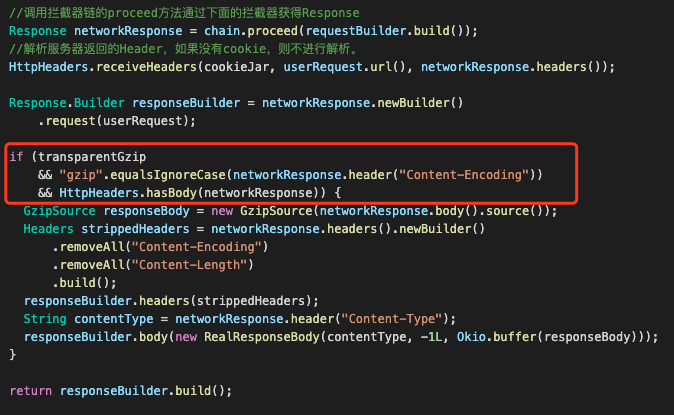 //调用拦截器链的proceed方法通过下面的拦截器获得Response
Response networkResponse = chain.proceed(requestBuilder.build());
//解析服务器返回的Header，如果没有cookie，则不进行解析。
HttpHeaders.receiveHeaders(cookieJar, userRequest.url(), networkResponse.headers());

Response.Builder responseBuilder = networkResponse.newBuilder()
    .request(userRequest);

if (transparentGzip
    && "gzip".equalsIgnoreCase(networkResponse.header("Content-Encoding"))
    && HttpHeaders.hasBody(networkResponse)) {
  GzipSource responseBody = new GzipSource(networkResponse.body().source());
  Headers strippedHeaders = networkResponse.headers().newBuilder()
      .removeAll("Content-Encoding")
      .removeAll("Content-Length")
      .build();
  responseBuilder.headers(strippedHeaders);
  String contentType = networkResponse.header("Content-Type");
  responseBuilder.body(new RealResponseBody(contentType, -1L, Okio.buffer(responseBody)));
}

return responseBuilder.build();